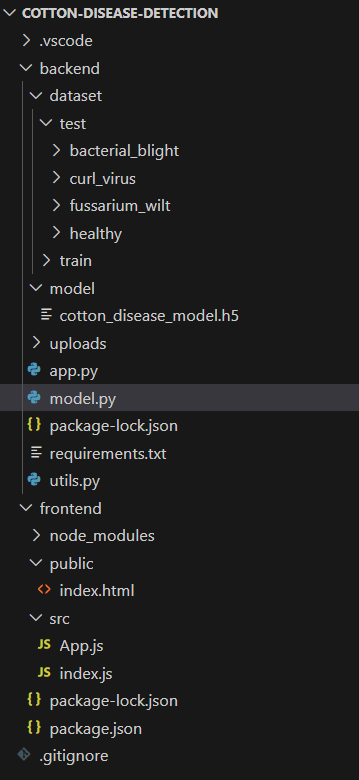 COTTON-DISEASE-DETECTION
.vscode
backend
dataset
test
bacterial_blight
curl_virus
fussarium_wilt
healthy
train
model
cotton_disease_model.h5
uploads
app.py
model.py
{} package-lock.json
requirements.txt
utils.py
frontend
node_modules
public
<> index.html
src
JS App.js
JS index.js
{} package-lock.json
{} package.json
.gitignore